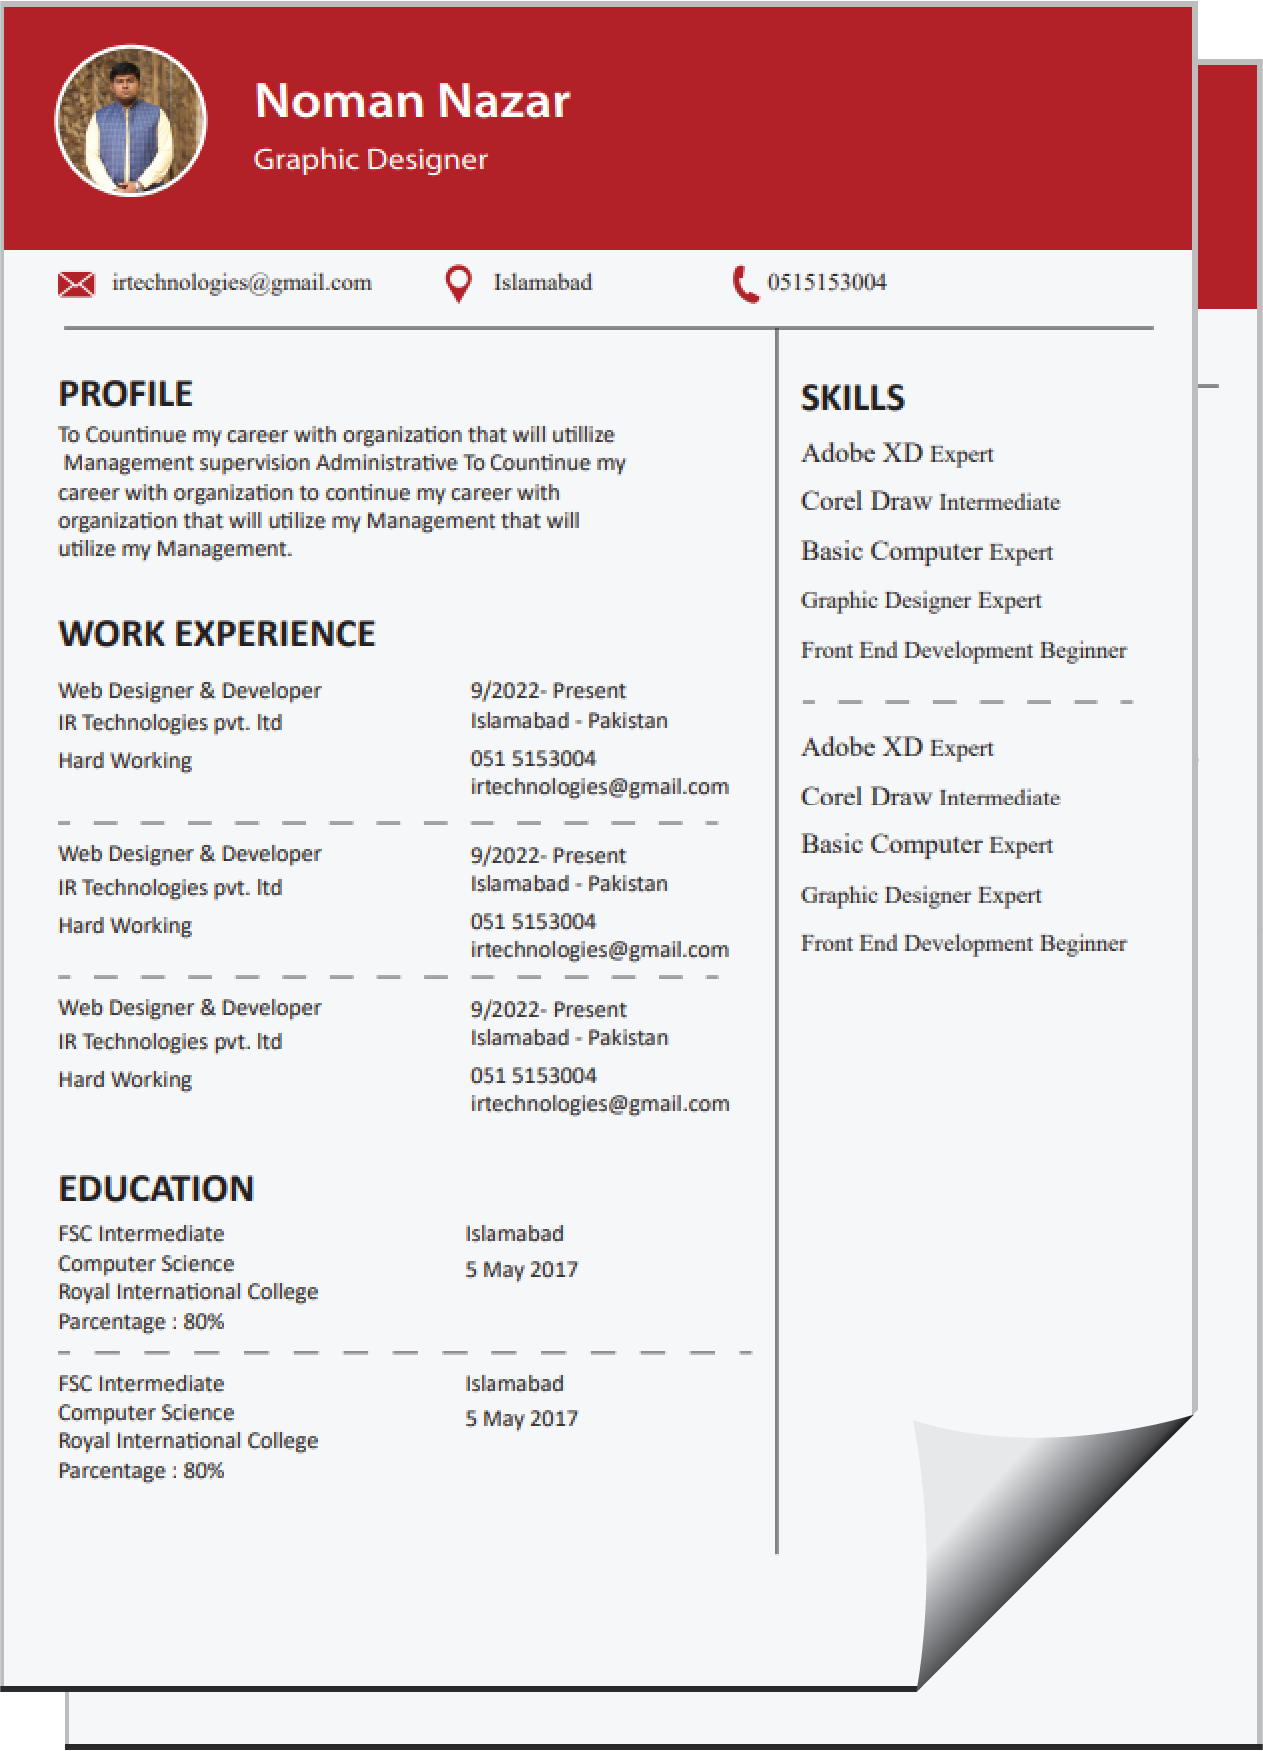 Noman Nazar
Graphic Designer
irtechnologies@gmail.com
Islamabad
0515153004
PROFILE
To Countinue my career with organization that will utillize
Management supervision Administrative To Countinue my
career with organization to continue my career with
organization that will utilize my Management that will
utilize my Management.
WORK EXPERIENCE
Web Designer & Developer
IR Technologies pvt. ltd
Hard Working
9/2022- Present
Islamabad - Pakistan
051 5153004
irtechnologies@gmail.com
Web Designer & Developer
IR Technologies pvt. ltd
Hard Working
9/2022- Present
Islamabad - Pakistan
051 5153004
irtechnologies@gmail.com
Web Designer & Developer
IR Technologies pvt. ltd
Hard Working
9/2022- Present
Islamabad - Pakistan
051 5153004
irtechnologies@gmail.com
EDUCATION
FSC Intermediate
Computer Science
Royal International College
Parcentage : 80%
Islamabad
5 May 2017
FSC Intermediate
Computer Science
Royal International College
Parcentage : 80%
Islamabad
5 May 2017
SKILLS
Adobe XD Expert
Corel Draw Intermediate
Basic Computer Expert
Graphic Designer Expert
Front End Development Beginner
Adobe XD Expert
Corel Draw Intermediate
Basic Computer Expert
Graphic Designer Expert
Front End Development Beginner